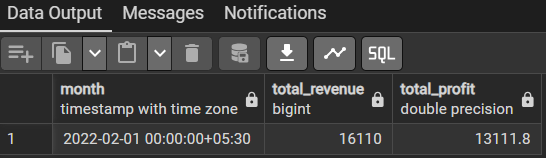 Data Output Messages Notifications
SQL
month total_revenue total_profit
timestamp with time zone bigint double precision
1 2022-02-01 00:00:00+05:30 16110 13111.8